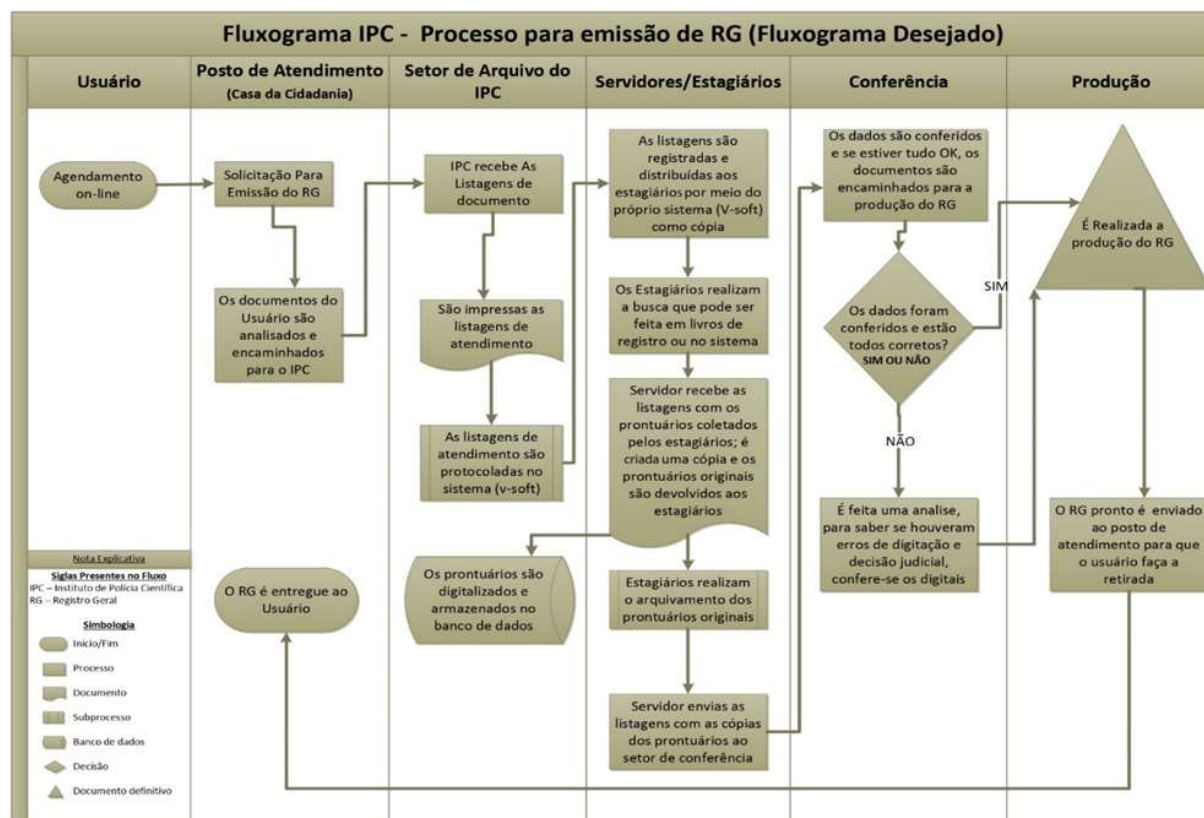 Fluxograma IPC -  Processo para emissão de RG (Fluxograma Desejado)
Usuário
Posto de Atendimento
(Casa da Cidadania)
Setor de Arquivo do
IPC
Servidores/Estagiários
Conferência
Produção
Agendamento
on-line
Solicitação Para
Emissão do RG
Os documentos do
Usuário são
analisados e
encaminhados
para o IPC
IPC recebe As
Listagens de
documento
São impressas as
listagens de
atendimento
As listagens de
atendimento são
protocoladas no
sistema (v-soft)
As listagens são
registradas e
distribuídas aos
estagiários por meio do
próprio sistema (V-soft)
como cópia
Os Estagiários realizam
a busca que pode ser
feita em livros de
registro ou no sistema
Servidor recebe as
listagens com os
prontuários coletados
pelos estagiários; é
criada uma cópia e os
prontuários originais
são devolvidos aos
estagiários
Os prontuários são
digitalizados e
armazenados no
banco de dados
Estagiários realizam
o arquivamento dos
prontuários originais
Servidor envias as
listagens com as cópias
dos prontuários ao
setor de conferência
Os dados são conferidos
e se estiver tudo OK, os
documentos são
encaminhados para a
produção do RG
Os dados foram
conferidos e estão
todos corretos?
SIM OU NÃO
SIM
NÃO
É feita uma analise,
para saber se houveram
erros de digitação e
decisão judicial,
confere-se os digitais
É Realizada a
produção do RG
O RG pronto é enviado
ao posto de
atendimento para que
o usuário faça a
retirada
O RG é entregue ao
Usuário
Nota Explicativa
Siglas Presentes no Fluxo
IPC – Instituto de Polícia Científica
RG – Registro Geral
Simbologia
Início/Fim
Processo
Documento
Subprocesso
Banco de dados
Decisão
Documento definitivo